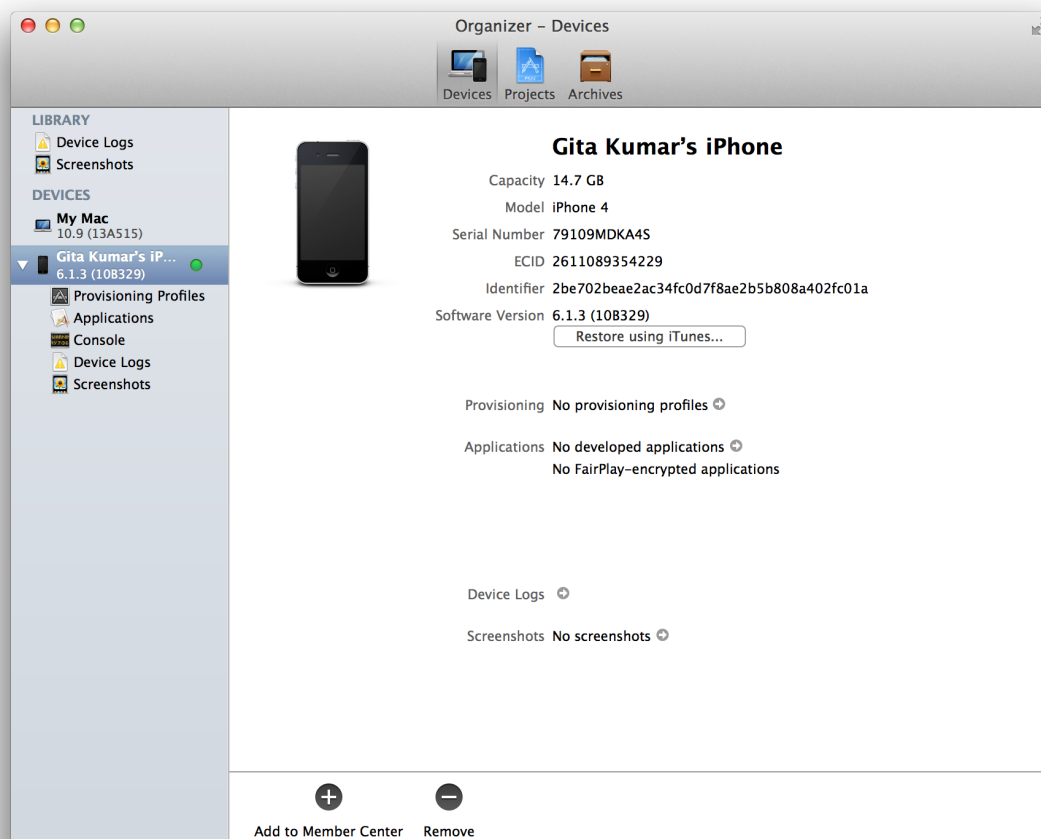 Organizer – Devices
Devices Projects Archives
LIBRARY
Device Logs
Screenshots
DEVICES
My Mac
10.9 (13A515)
Gita Kumar's iP...
6.1.3 (10B329)
Provisioning Profiles
Applications
Console
Device Logs
Screenshots
Gita Kumar's iPhone
Capacity 14.7 GB
Model iPhone 4
Serial Number 79109MDKA4S
ECID 2611089354229
Identifier 2be702beae2ac34fc0d7f8ae2b5b808a402fc01a
Software Version 6.1.3 (10B329)
Restore using iTunes...
Provisioning No provisioning profiles
Applications No developed applications
No FairPlay-encrypted applications
Device Logs
Screenshots No screenshots
Add to Member Center Remove